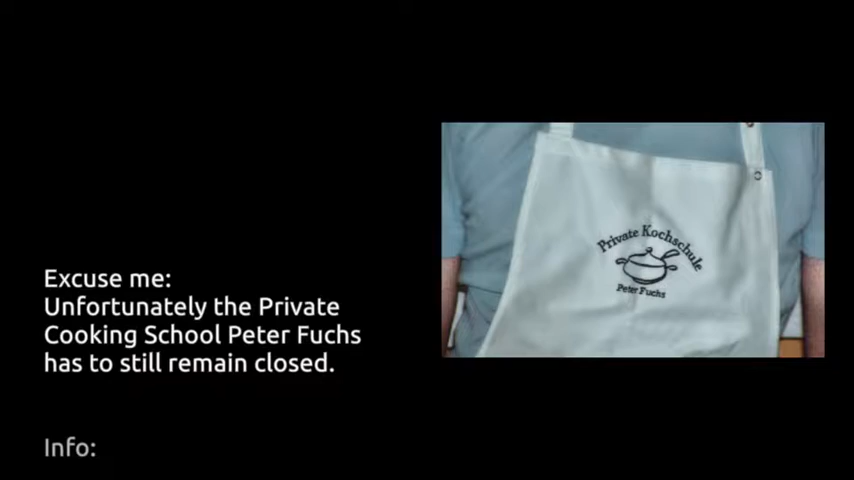 Excuse me:
Unfortunately the Private
Cooking School Peter Fuchs
has to still remain closed.
Info:
Private Kochschule
Peter Fuchs